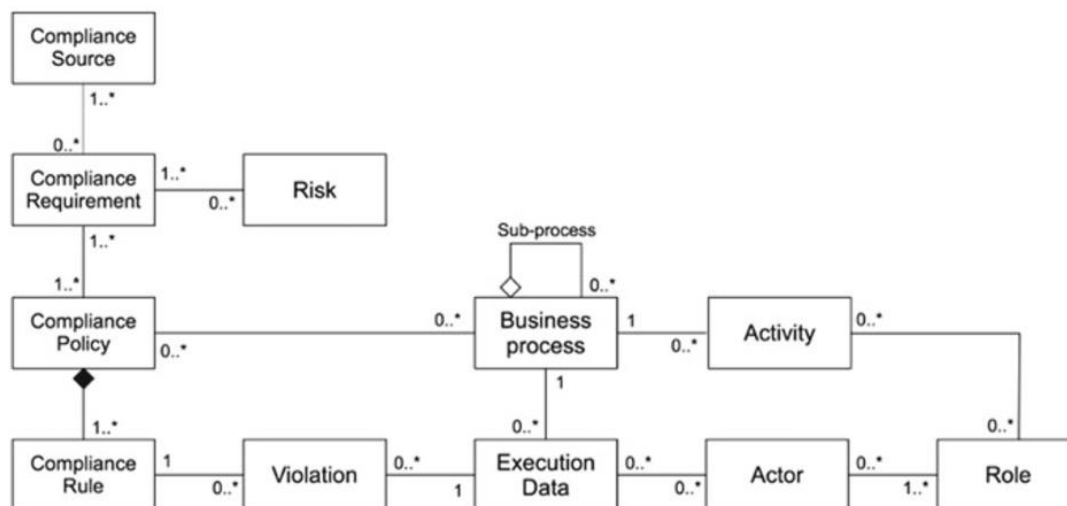 Compliance
Source
1..*
0..*
Compliance
Requirement
1..*
0..*
Risk
1..*
1..*
Sub-process
0..*
Compliance
Policy
0..*
0..*
Business
process
1
0..*
Activity
0..*
1
1..*
0..*
0..*
Compliance
Rule
1
0..*
Violation
0..*
1
Execution
Data
0..*
0..*
Actor
0..*
1..*
Role